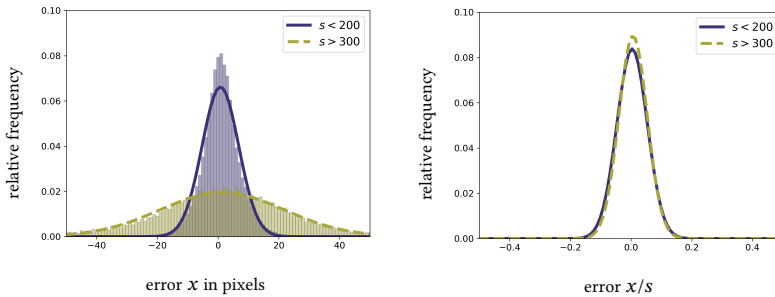 0.10
0.08
0.06
0.04
0.02
0.00
relative frequency
s < 200
s > 300
−40
−20
0
20
40
error x in pixels
0.10
0.08
0.06
0.04
0.02
0.00
relative frequency
s < 200
s > 300
−0.4
−0.2
0.0
0.2
0.4
error x/s